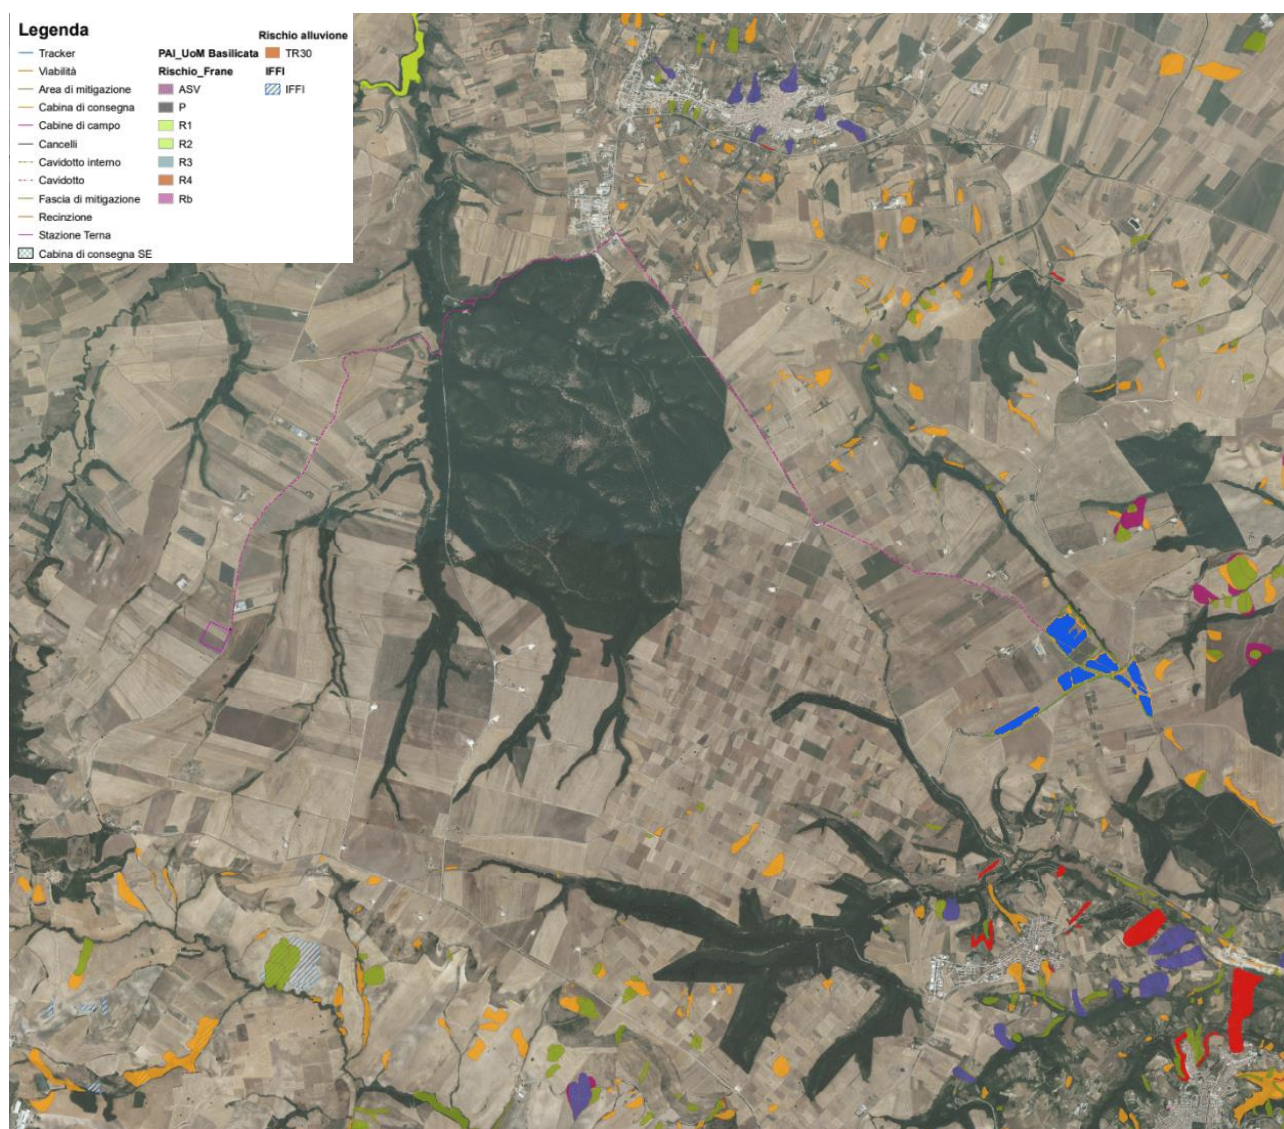 Legenda
Tracker
Viabilità
Area di mitigazione
Cabina di consegna
Cabine di campo
Cancelli
Cavidotto interno
Cavidotto
Fascia di mitigazione
Recinzione
Stazione Terna
Cabina di consegna SE
PAI_UoM Basilicata
Rischio_Frane
ASV
P
R1
R2
R3
R4
Rb
Rischio alluvione
TR30
IFFI
IFFI